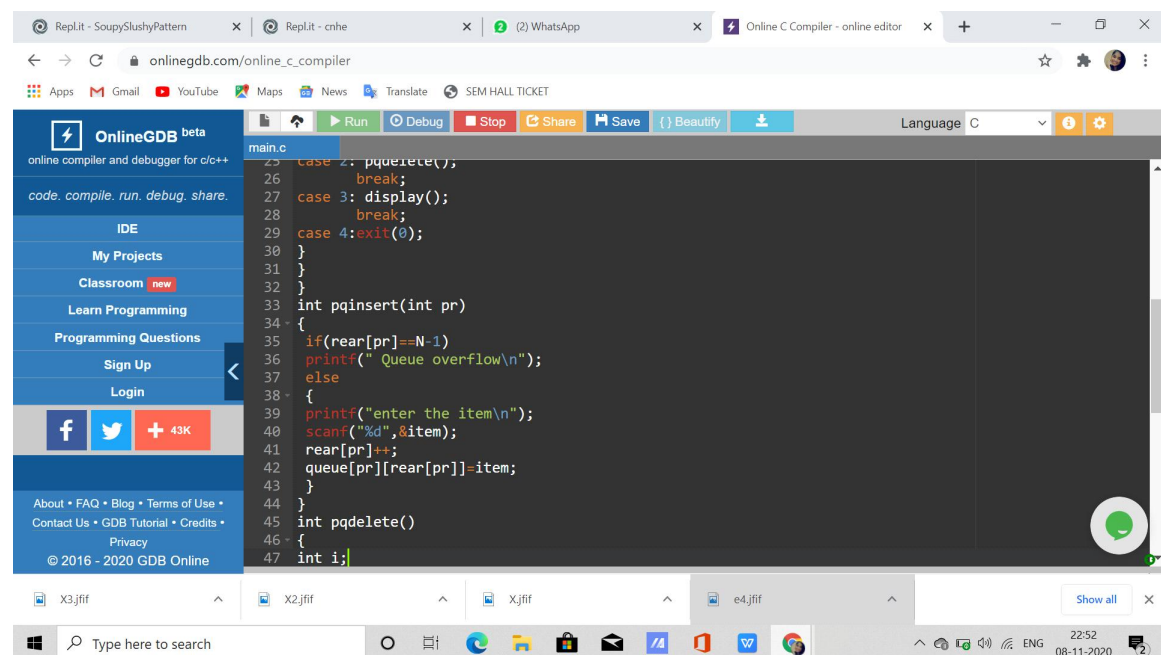 Repl.it - SoupySlushyPattern
Repl.it - cnhe
(2) WhatsApp
Online C Compiler - online editor
onlinegdb.com/online_c_compiler
Apps
Gmail
YouTube
Maps
News
Translate
SEM HALL TICKET
OnlineGDB beta
online compiler and debugger for c/c++
code. compile. run. debug. share.
IDE
My Projects
Classroom new
Learn Programming
Programming Questions
Sign Up
Login
f
43K
About • FAQ • Blog • Terms of Use •
Contact Us • GDB Tutorial • Credits •
Privacy
© 2016 - 2020 GDB Online
Run Debug Stop Share Save {} Beautify
Language C
main.c
25 case 2: pqdelete();
26 break;
27 case 3: display();
28 break;
29 case 4:exit(0);
30 }
31 }
32 }
33 int pqinsert(int pr)
34 {
35 if(rear[pr]==N-1)
36 printf(" Queue overflow\n");
37 else
38 {
39 printf("enter the item\n");
40 scanf("%d",&item);
41 rear[pr]++;
42 queue[pr][rear[pr]]=item;
43 }
44 }
45 int pqdelete()
46 {
47 int i;
X3.jfif
X2.jfif
X.jfif
e4.jfif
Show all
Type here to search
ENG
22:52
08-11-2020
2